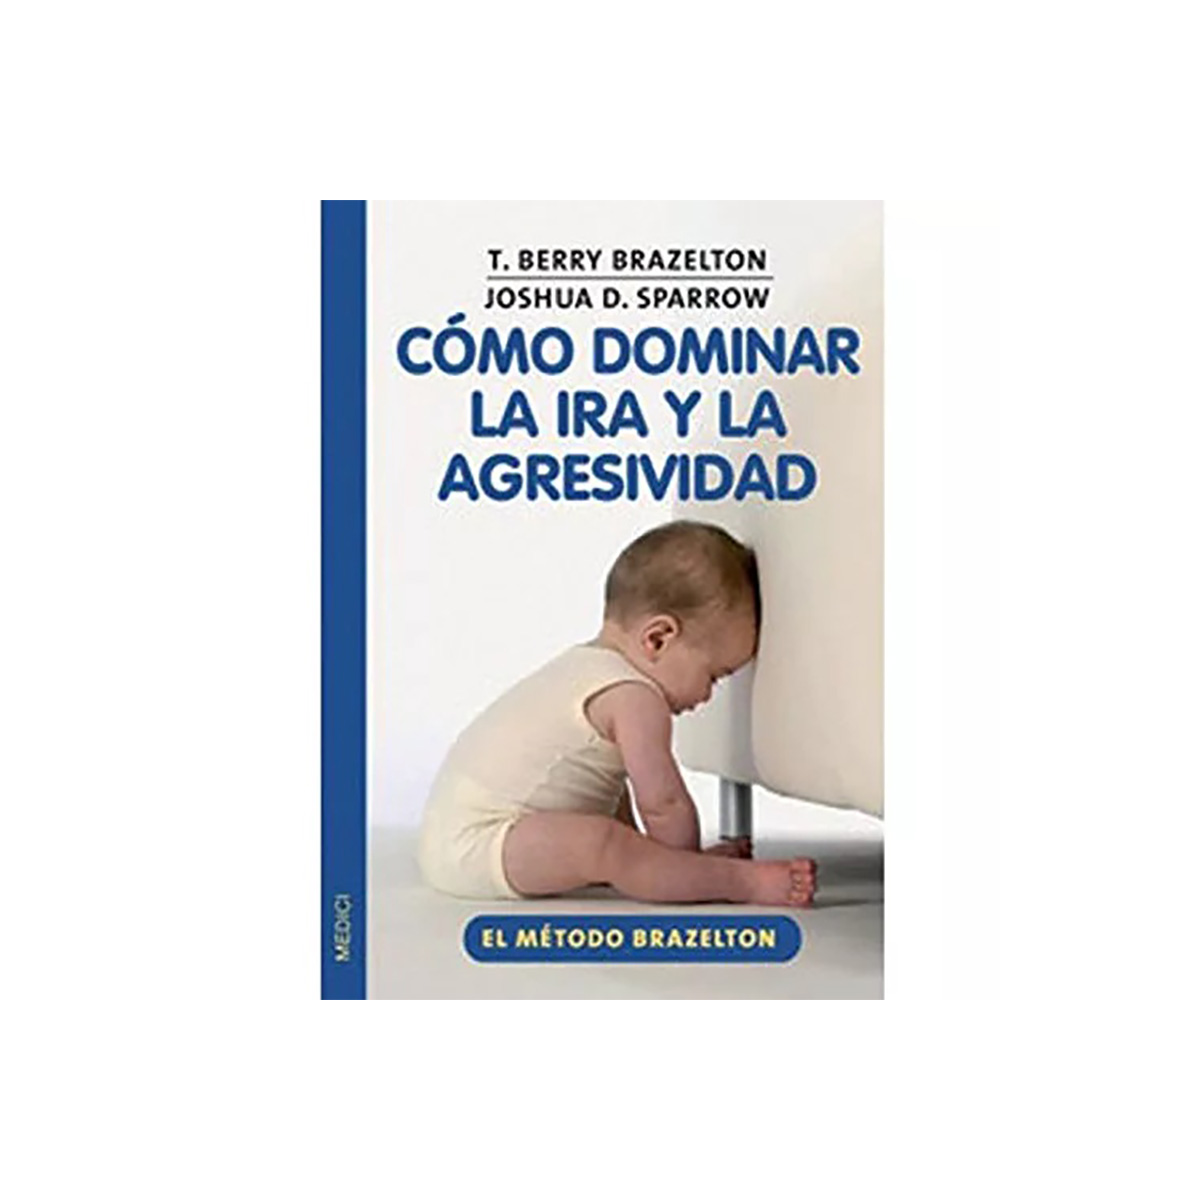 T. BERRY BRAZELTON
JOSHUA D. SPARROW
CÓMO DOMINAR
LA IRA Y LA
AGRESIVIDAD
EL MÉTODO BRAZELTON
MEDICI